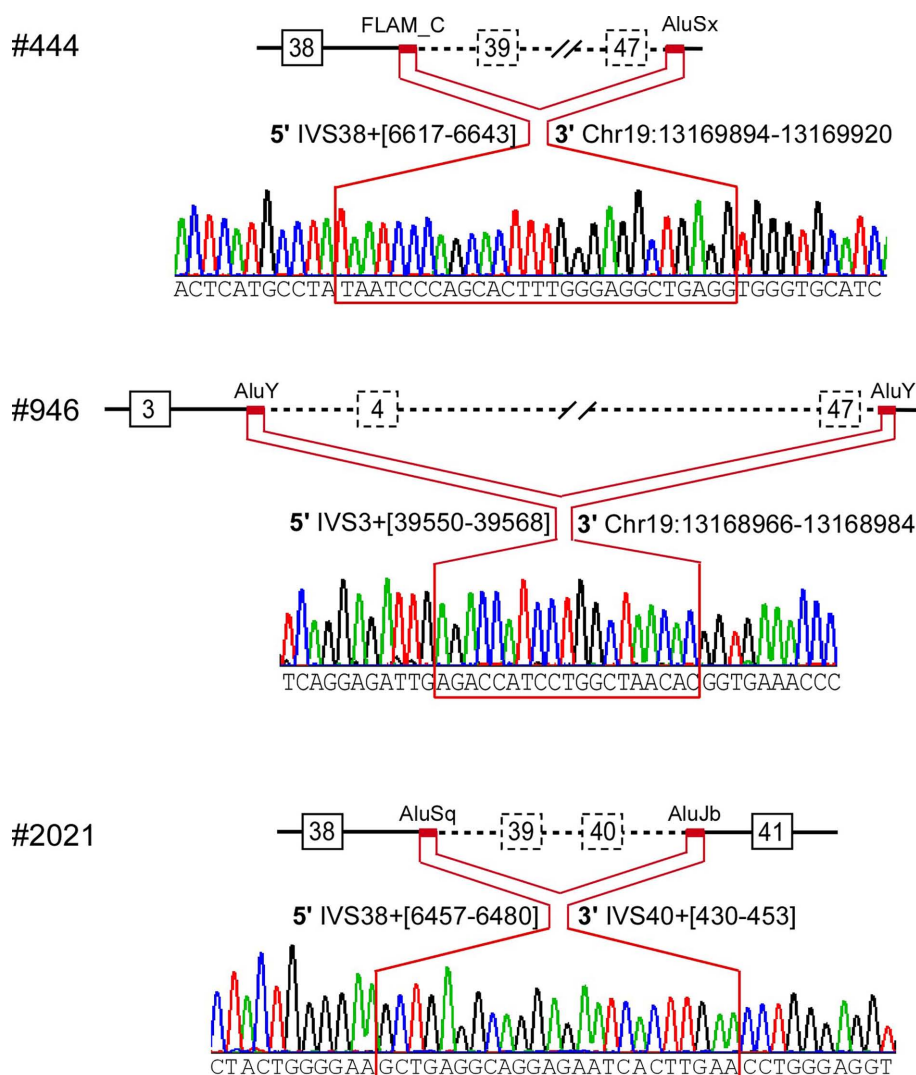 #444
FLAM_C AluSx
38 39 47
5' IVS38+[6617-6643] 3' Chr19:13169894-13169920
ACTCATGCCTATAATCCCAGCACTTTGGGAGGCTGAGGTGGGTGCATC
#946
AluY AluY
3 4 47
5' IVS3+[39550-39568] 3' Chr19:13168966-13168984
TCAGGAGATTGAGACCATCCTGGCTAACACGGTGAAACCC
#2021
AluSq AluJb
38 39 40 41
5' IVS38+[6457-6480] 3' IVS40+[430-453]
CTACTGGGGAAGCTGAGGCAGGAGAATCACTTGAACCTGGGAGGT